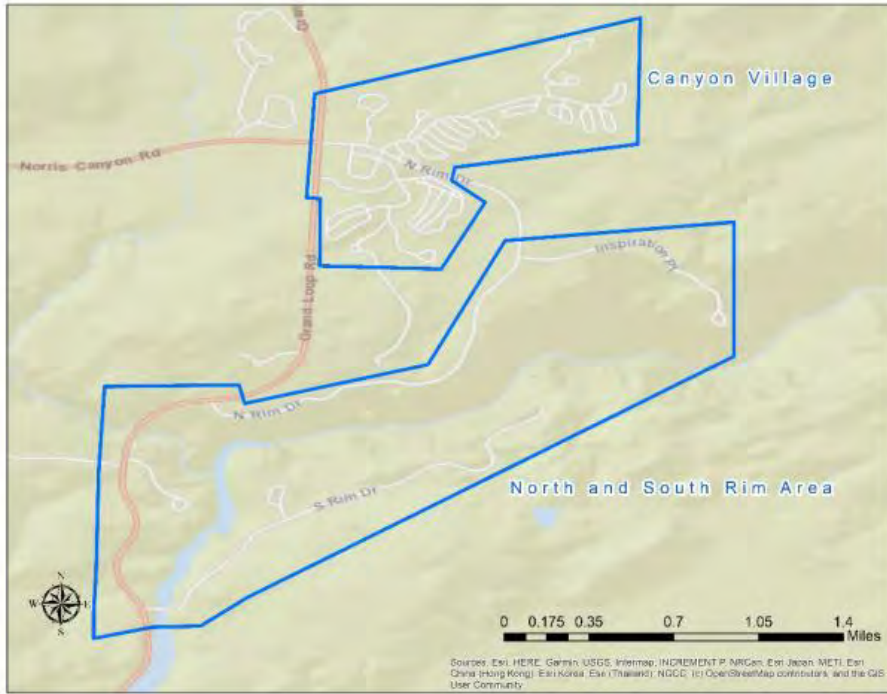 Grand
Canyon Village
Norris Canyon Rd
N Rim Dr
Inspiration Pt
Grand Loop Rd
N Rim Dr
North and South Rim Area
S Rim Dr
N
W E
S
0 0.175 0.35 0.7 1.05 1.4
Miles
Sources: Esri, HERE, Garmin, USGS, Intermap, INCREMENT P, NRCan, Esri Japan, METI, Esri
China (Hong Kong), Esri Korea, Esri (Thailand), NGCC, (c) OpenStreetMap contributors, and the GIS
User Community